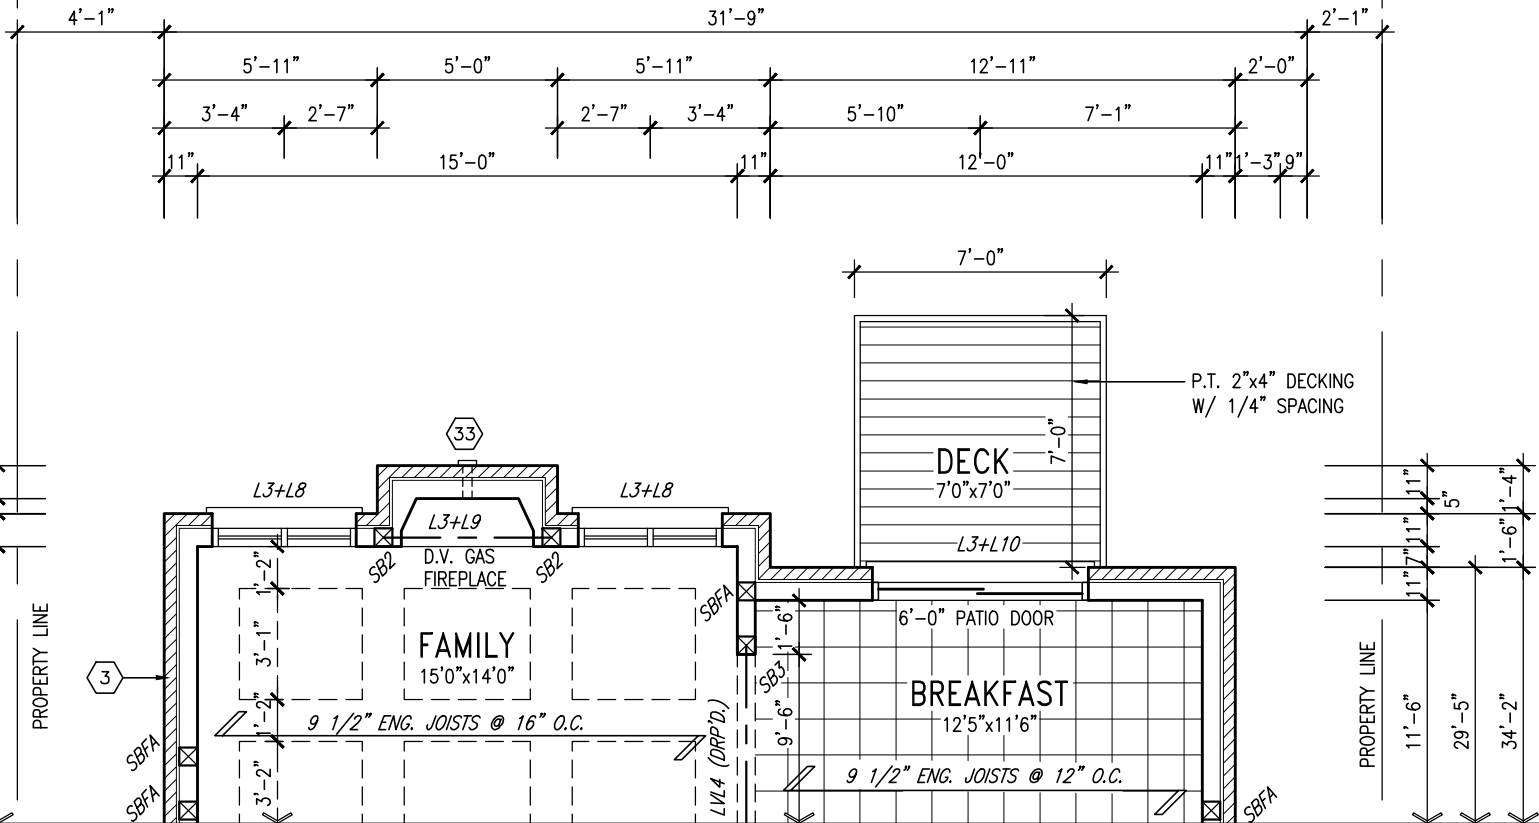 4'-1" 31'-9" 2'-1"
5'-11" 5'-0" 5'-11" 12'-11" 2'-0"
3'-4" 2'-7" 2'-7" 3'-4" 5'-10" 7'-1"
11" 15'-0" 11" 12'-0" 11" 1'-3" 9"
7'-0"
P.T. 2"x4" DECKING
W/ 1/4" SPACING
7'-0"
DECK
7'0"x7'0"
33
L3+L8
L3+L8
L3+L9
L3+L10
D.V. GAS
FIREPLACE
SB2
SB2
SBFA
6'-0" PATIO DOOR
1'-2"
3'-1"
1'-2"
3'-2"
FAMILY
15'0"x14'0"
1'-6"
SB3
9'-6"
BREAKFAST
12'5"x11'6"
3
PROPERTY LINE
PROPERTY LINE
9 1/2" ENG. JOISTS @ 16" O.C.
9 1/2" ENG. JOISTS @ 12" O.C.
LVL4 (DRP'D.)
SBFA
SBFA
SBFA
11"
5"
1'-4"
11"
7"
1'-6"
11"
11'-6"
29'-5"
34'-2"